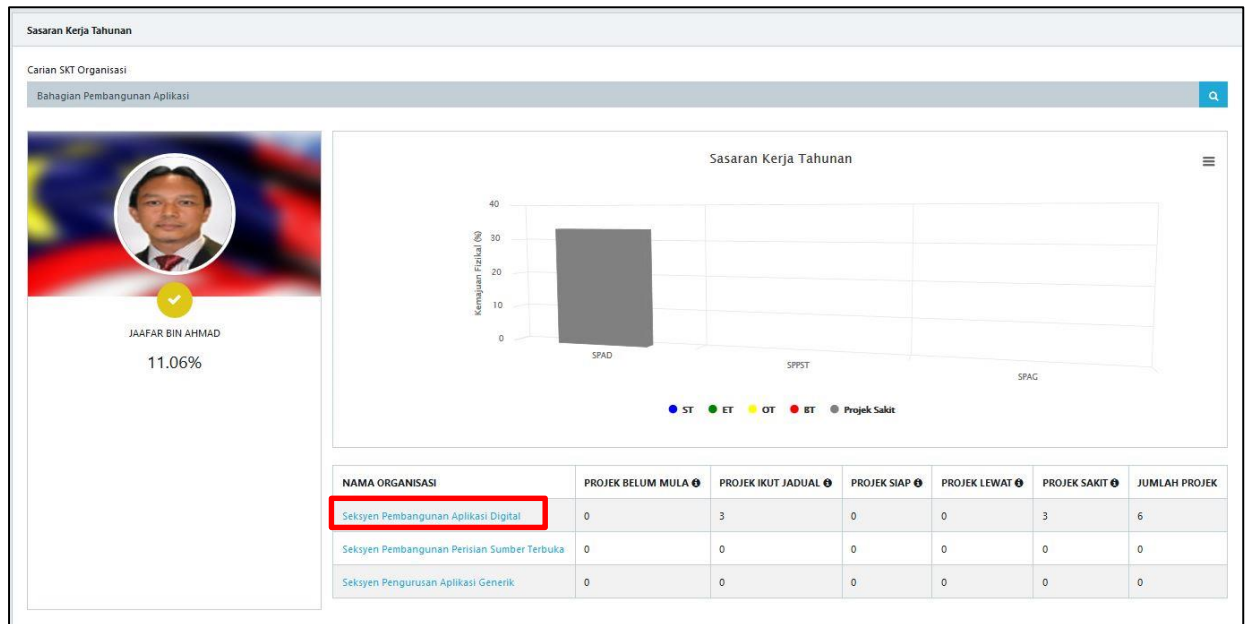 Sasaran Kerja Tahunan
Carian SKT Organisasi
Bahagian Pembangunan Aplikasi
JAAFAR BIN AHMAD
11.06%
Sasaran Kerja Tahunan
Kemajuan Fizikal (%)
40
30
20
10
0
SPAD
SPPST
SPAG
ST ET OT BT Projek Sakit
NAMA ORGANISASI PROJEK BELUM MULA PROJEK IKUT JADUAL PROJEK SIAP PROJEK LEWAT PROJEK SAKIT JUMLAH PROJEK
Seksyen Pembangunan Aplikasi Digital 0 3 0 0 3 6
Seksyen Pembangunan Perisian Sumber Terbuka 0 0 0 0 0 0
Seksyen Pengurusan Aplikasi Generik 0 0 0 0 0 0